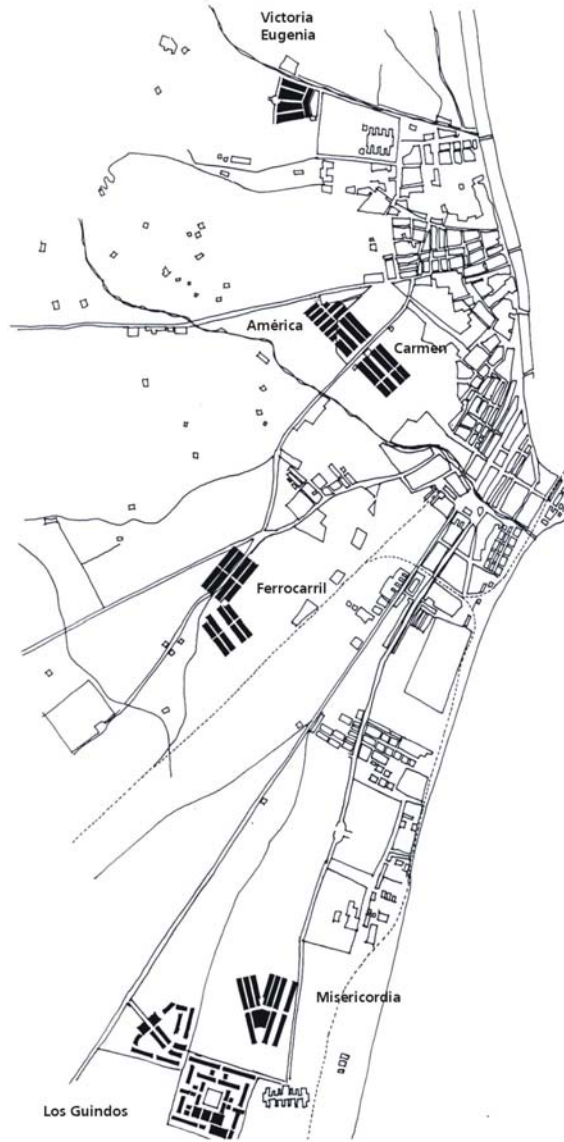 Victoria
Eugenia
América
Carmen
Ferrocarril
Misericordia
Los Guindos